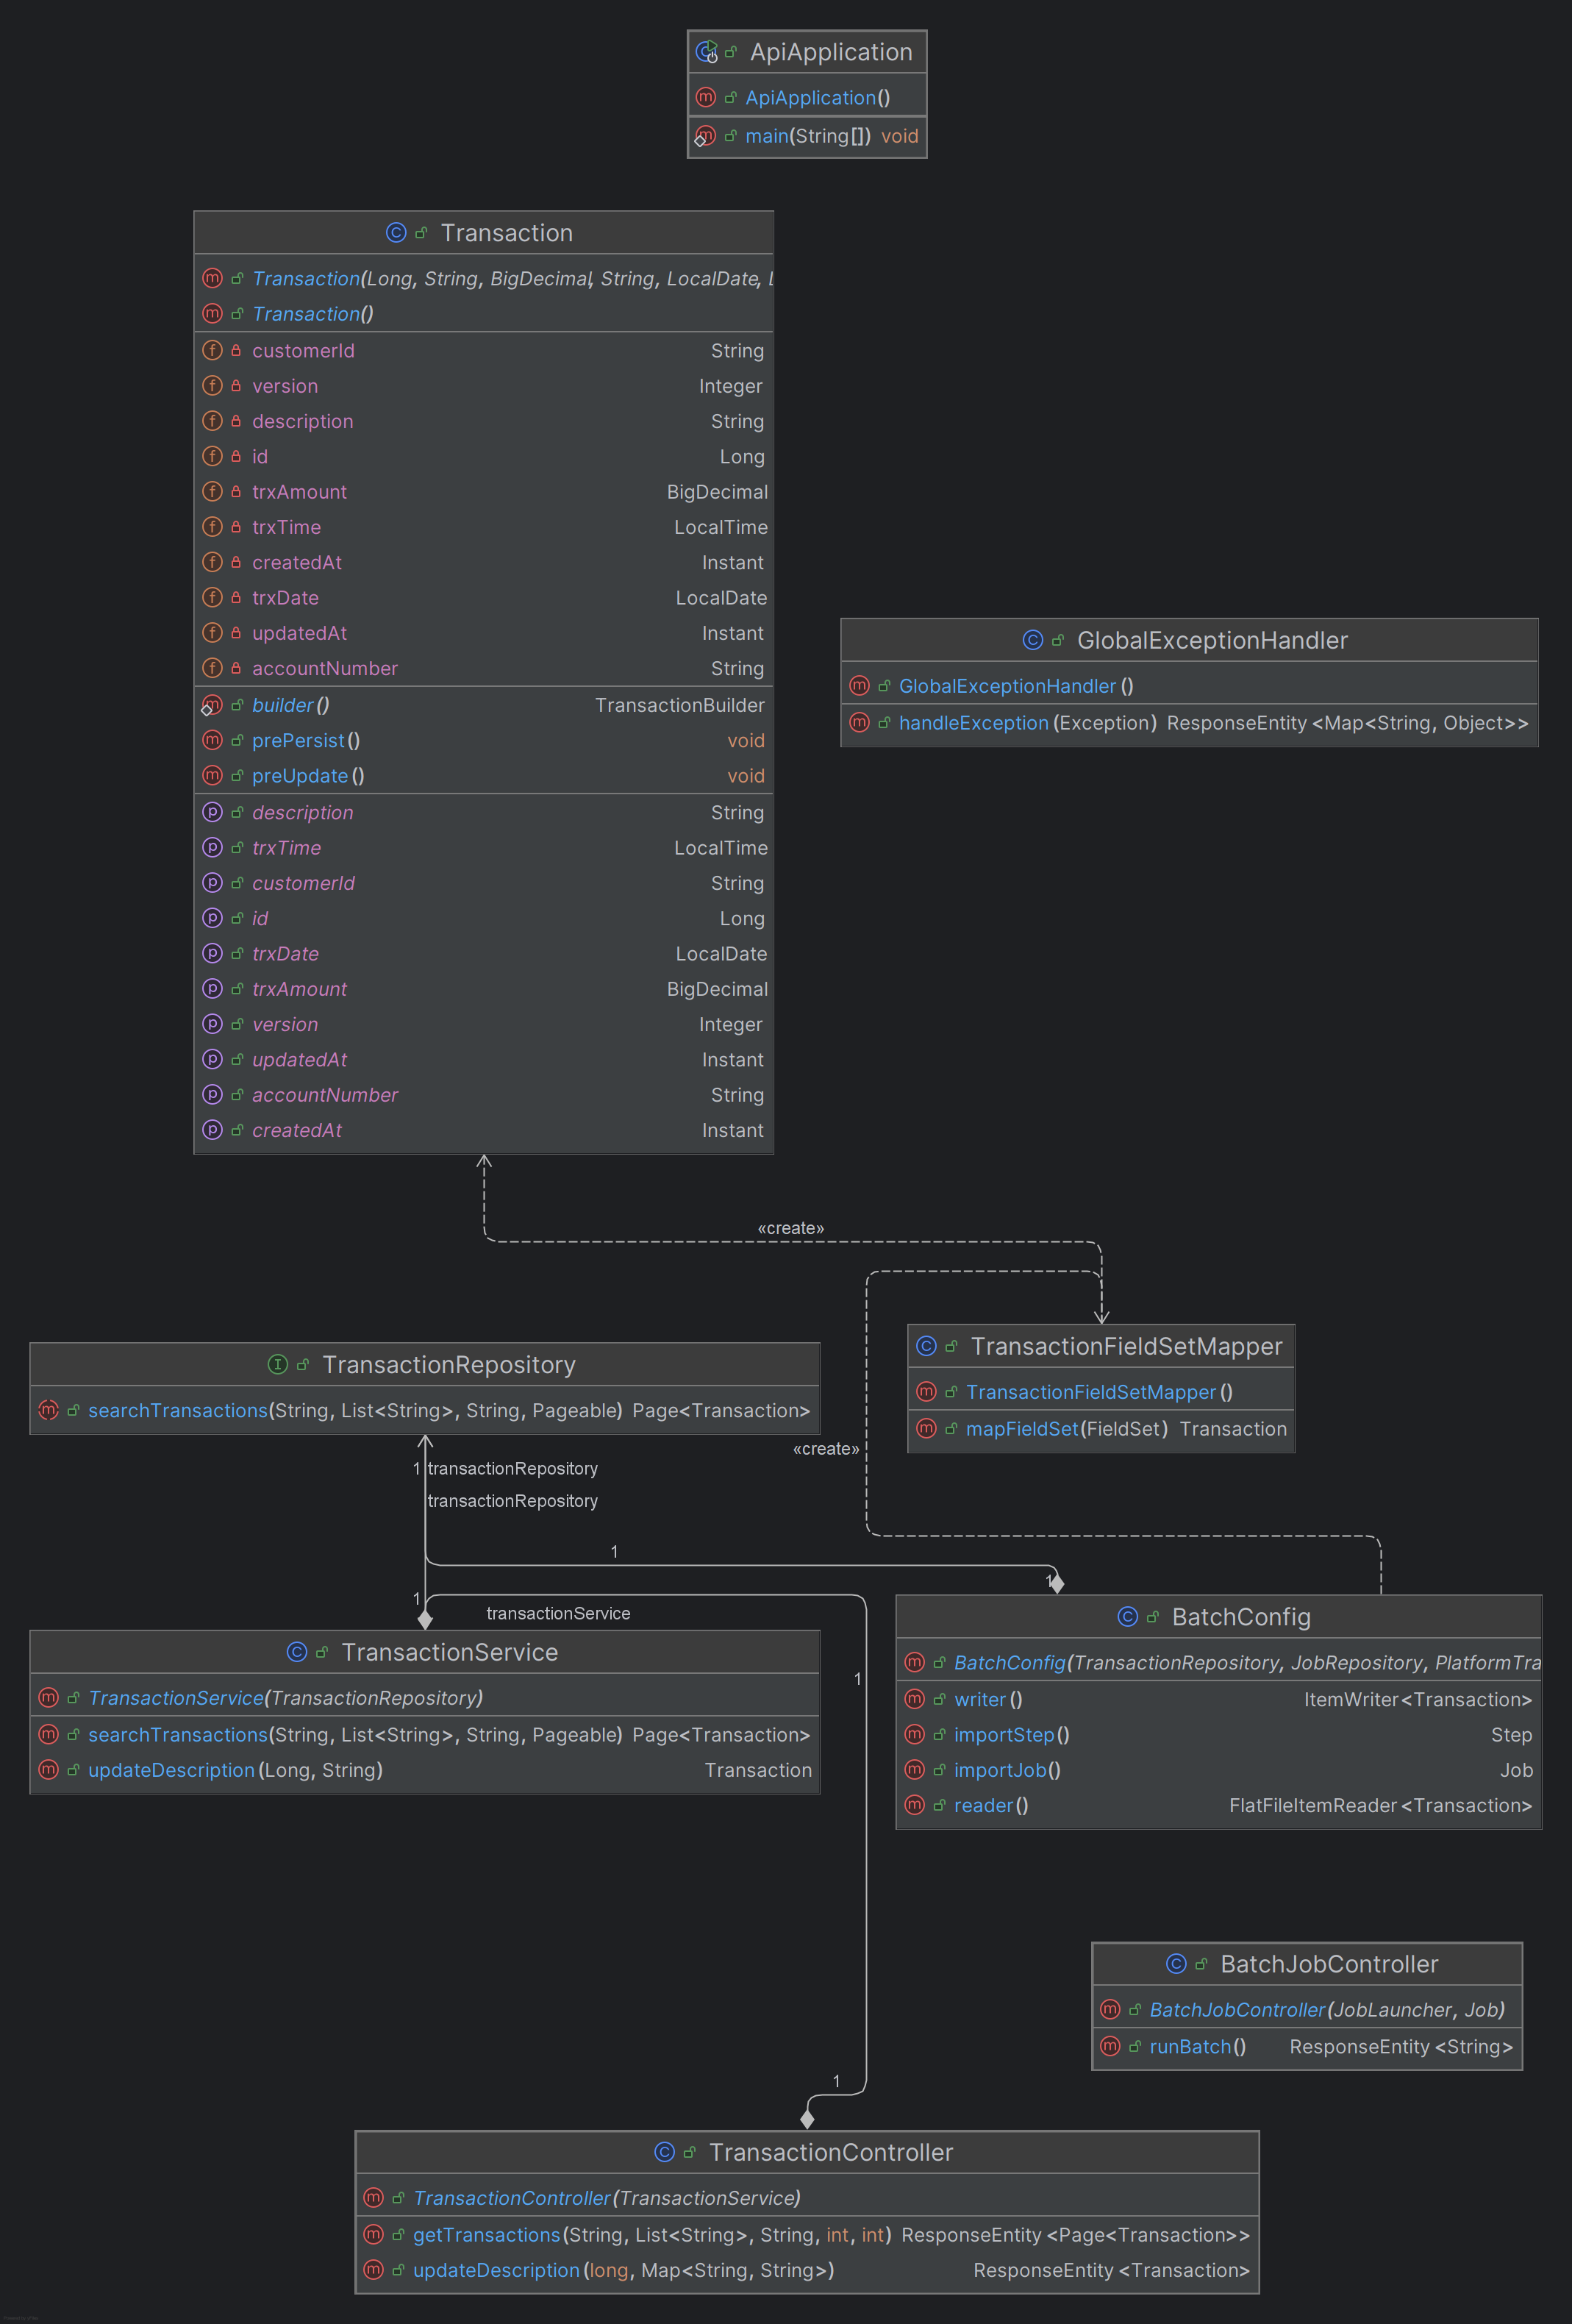 ApiApplication
ApiApplication()
main(String[]) void
Transaction
Transaction(Long, String, BigDecimal, String, LocalDate, L
Transaction()
customerId String
version Integer
description String
id Long
trxAmount BigDecimal
trxTime LocalTime
createdAt Instant
trxDate LocalDate
updatedAt Instant
accountNumber String
builder() TransactionBuilder
prePersist() void
preUpdate() void
description String
trxTime LocalTime
customerId String
id Long
trxDate LocalDate
trxAmount BigDecimal
version Integer
updatedAt Instant
accountNumber String
createdAt Instant
GlobalExceptionHandler
GlobalExceptionHandler()
handleException(Exception) ResponseEntity<Map<String, Object>>
«create»
TransactionFieldSetMapper
TransactionFieldSetMapper()
mapFieldSet(FieldSet) Transaction
TransactionRepository
searchTransactions(String, List<String>, String, Pageable) Page<Transaction>
«create»
1 transactionRepository
transactionRepository
1
1
1
transactionService
TransactionService
TransactionService(TransactionRepository)
searchTransactions(String, List<String>, String, Pageable) Page<Transaction>
updateDescription(Long, String) Transaction
1
BatchConfig
BatchConfig(TransactionRepository, JobRepository, PlatformTra
writer() ItemWriter<Transaction>
importStep() Step
importJob() Job
reader() FlatFileItemReader<Transaction>
BatchJobController
BatchJobController(JobLauncher, Job)
runBatch() ResponseEntity<String>
1
TransactionController
TransactionController(TransactionService)
getTransactions(String, List<String>, String, int, int) ResponseEntity<Page<Transaction>>
updateDescription(long, Map<String, String>) ResponseEntity<Transaction>